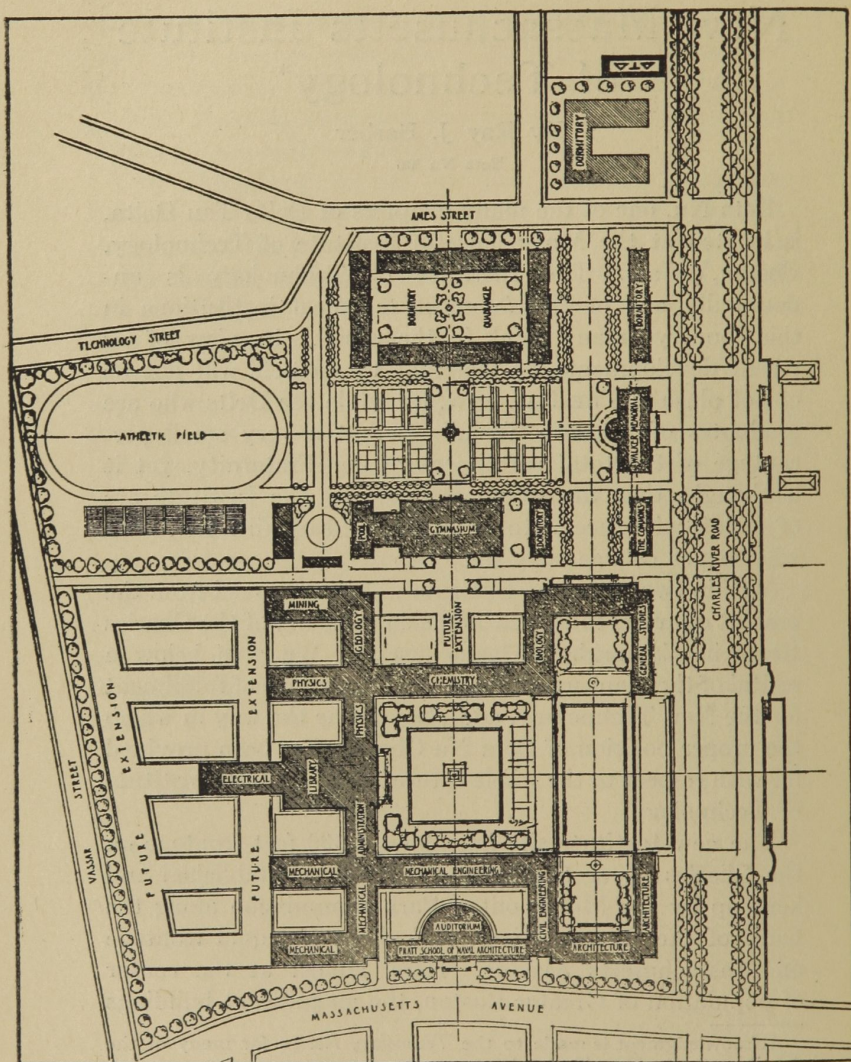 ΔΤΔ
DORMITORY
AMES STREET
DORMITORY
QUADRANGLE
DORMITORY
TECHNOLOGY STREET
ATHLETIC FIELD
WALKER MEMORIAL
POOL
GYMNASIUM
DORMITORY
THE COMMONS
CHARLES RIVER ROAD
MINING
GEOLOGY
FUTURE
EXTENSION
BIOLOGY
GENERAL STUDIES
EXTENSION
EXTENSION
PHYSICS
CHEMISTRY
PHYSICS
ELECTRICAL
LIBRARY
VASSAR STREET
FUTURE
FUTURE
ADMINISTRATION
MECHANICAL
MECHANICAL ENGINEERING
MECHANICAL
CIVIL ENGINEERING
ARCHITECTURE
AUDITORIUM
MECHANICAL
PRATT SCHOOL OF NAVAL ARCHITECTURE
ARCHITECTURE
MASSACHUSETTS AVENUE